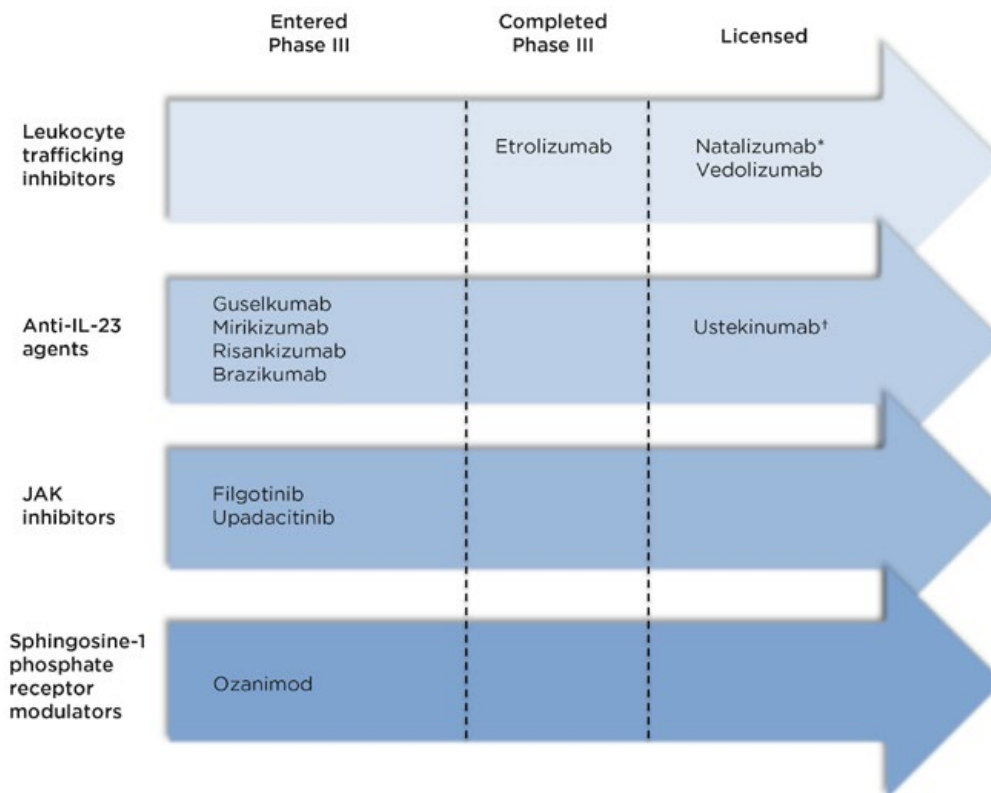 Entered
Phase III
Completed
Phase III
Licensed
Leukocyte
trafficking
inhibitors
Etrolizumab
Natalizumab*
Vedolizumab
Anti-IL-23
agents
Guselkumab
Mirikizumab
Risankizumab
Brazikumab
Ustekinumab†
JAK
inhibitors
Filgotinib
Upadacitinib
Sphingosine-1
phosphate
receptor
modulators
Ozanimod